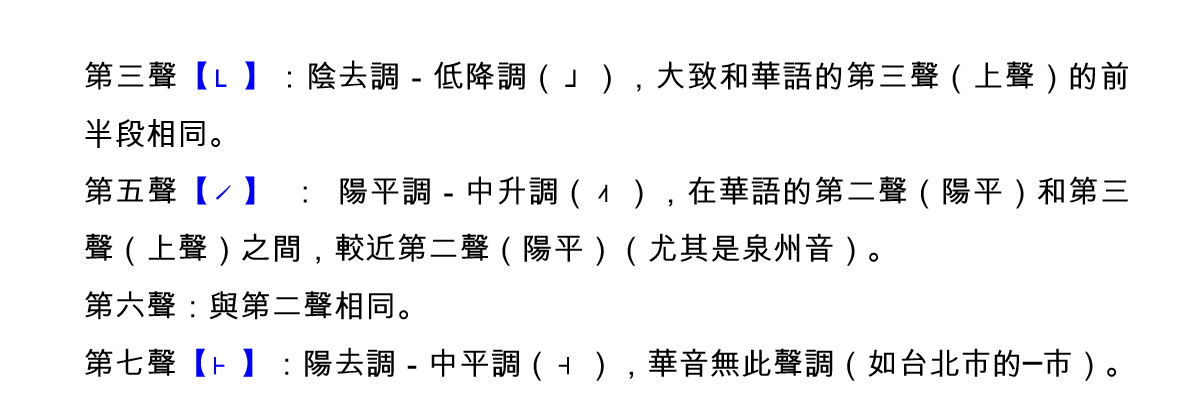 第三聲【㇗】：陰去調－低降調（」），大致和華語的第三聲（上聲）的前
半段相同。
第五聲【ˊ】：陽平調－中升調（˧˥），在華語的第二聲（陽平）和第三
聲（上聲）之間，較近第二聲（陽平）（尤其是泉州音）。
第六聲：與第二聲相同。
第七聲【⊦】：陽去調－中平調（˧），華音無此聲調（如台北市的─市）。